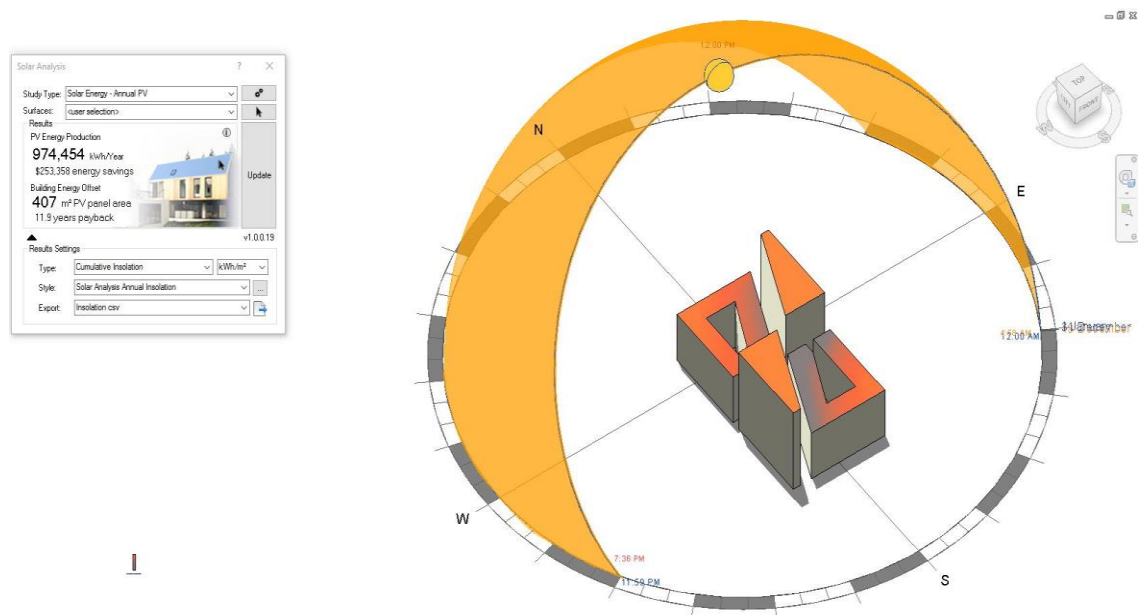 Solar Analysis ?
Study Type: Solar Energy - Annual PV
Surfaces: <user selection>
Results
PV Energy Production
974,454 kWh/Year
$253,358 energy savings
Building Energy Offset
407 m² PV panel area
11.9 years payback
Update
v1.0.0.19
Results Settings
Type: Cumulative Insolation kWh/m²
Style: Solar Analysis Annual Insolation ...
Export: Insolation csv
12:00 PM
N
E
W
S
12:00 AM
7:36 PM
11:59 PM
TOP
FRONT